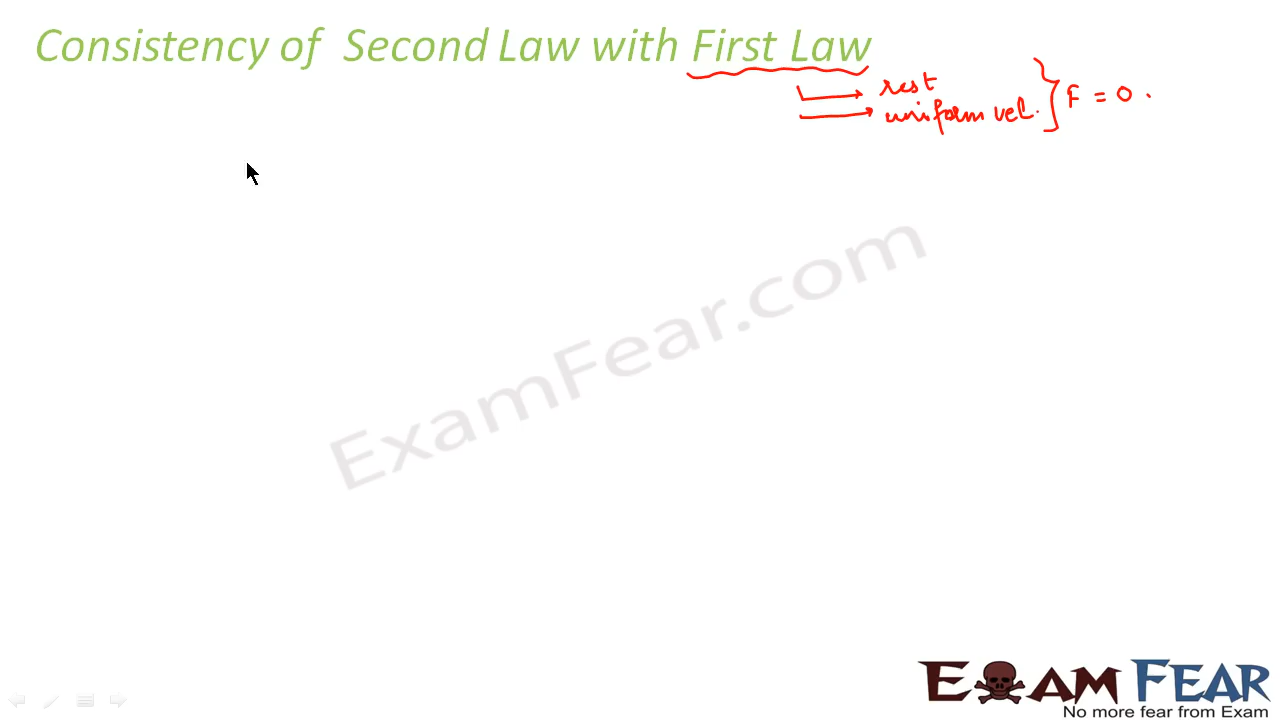 Consistency of Second Law with First Law
rest
uniform vel.
F = 0.
ExamFear.com
EXAM FEAR
No more fear from Exam